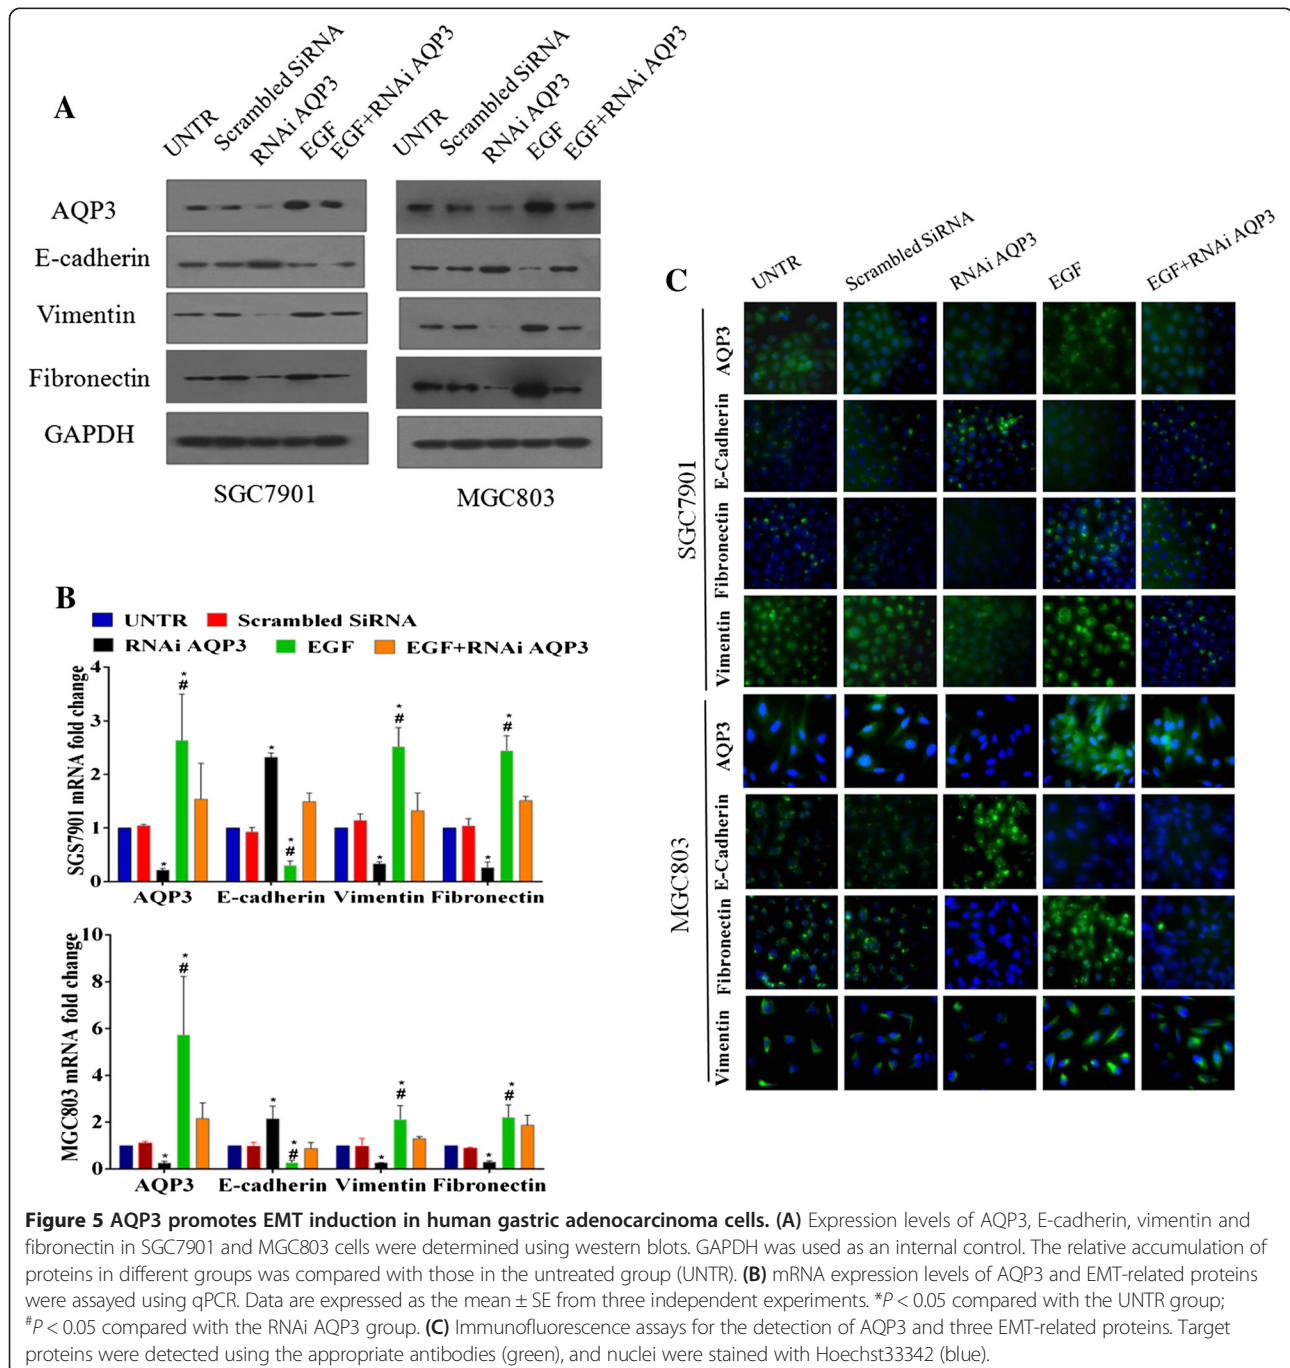 A
UNTR
Scrambled SiRNA
RNAi AQP3
EGF
EGF+RNAi AQP3
UNTR
Scrambled SiRNA
RNAi AQP3
EGF
EGF+RNAi AQP3
AQP3
E-cadherin
Vimentin
Fibronectin
GAPDH
SGC7901
MGC803
B
UNTR
Scrambled SiRNA
RNAi AQP3
EGF
EGF+RNAi AQP3
SGS7901 mRNA fold change
4
3
2
1
0
* # * * # * * # * * #
AQP3 E-cadherin Vimentin Fibronectin
MGC803 mRNA fold change
10
8
6
4
2
0
* # * * * # * * # * * # *
AQP3 E-cadherin Vimentin Fibronectin
C
UNTR
Scrambled SiRNA
RNAi AQP3
EGF
EGF+RNAi AQP3
SGC7901
AQP3
E-Cadherin
Fibronectin
Vimentin
MGC803
AQP3
E-Cadherin
Fibronectin
Vimentin
Figure 5 AQP3 promotes EMT induction in human gastric adenocarcinoma cells. (A) Expression levels of AQP3, E-cadherin, vimentin and
fibronectin in SGC7901 and MGC803 cells were determined using western blots. GAPDH was used as an internal control. The relative accumulation of
proteins in different groups was compared with those in the untreated group (UNTR). (B) mRNA expression levels of AQP3 and EMT-related proteins
were assayed using qPCR. Data are expressed as the mean ± SE from three independent experiments. *P < 0.05 compared with the UNTR group;
#P < 0.05 compared with the RNAi AQP3 group. (C) Immunofluorescence assays for the detection of AQP3 and three EMT-related proteins. Target
proteins were detected using the appropriate antibodies (green), and nuclei were stained with Hoechst33342 (blue).